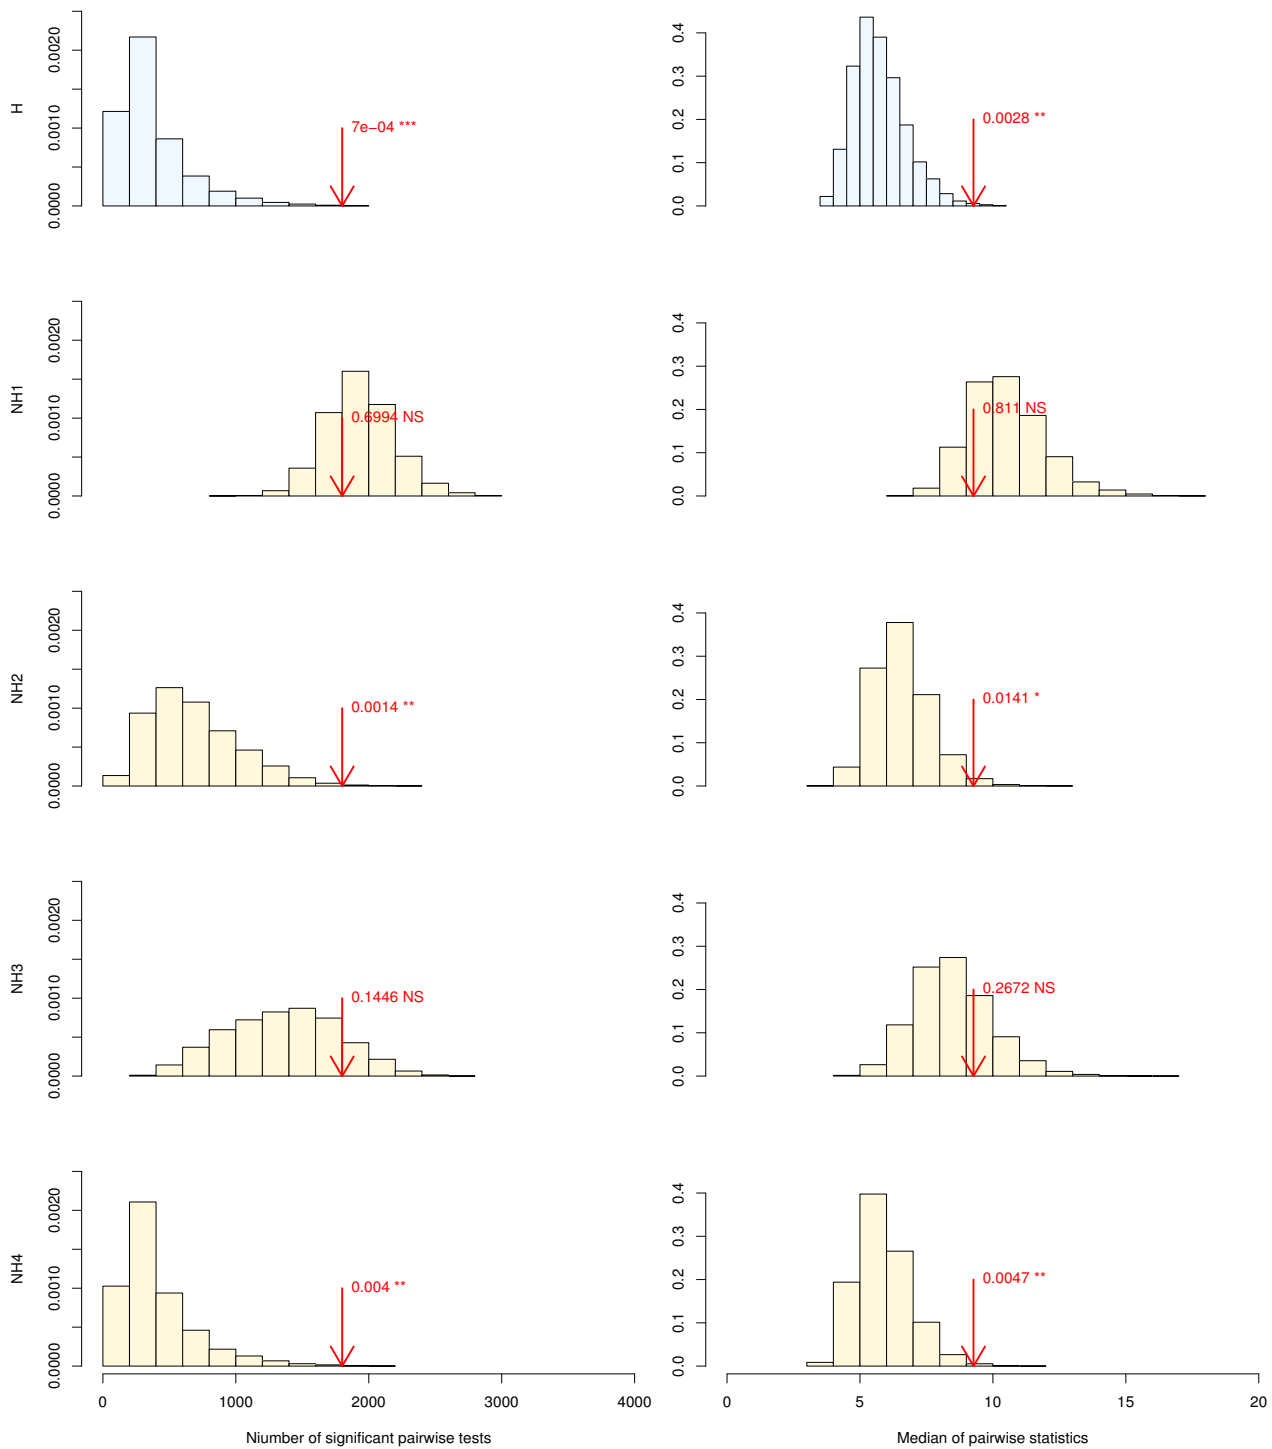 H
0.0000 0.0010 0.0020
7e−04 ***
0.0 0.1 0.2 0.3 0.4
0.0028 **
NH1
0.0000 0.0010 0.0020
0.6994 NS
0.0 0.1 0.2 0.3 0.4
0.811 NS
NH2
0.0000 0.0010 0.0020
0.0014 **
0.0 0.1 0.2 0.3 0.4
0.0141 *
NH3
0.0000 0.0010 0.0020
0.1446 NS
0.0 0.1 0.2 0.3 0.4
0.2672 NS
NH4
0.0000 0.0010 0.0020
0.004 **
0.0 0.1 0.2 0.3 0.4
0.0047 **
0 1000 2000 3000 4000
0 5 10 15 20
Niumber of significant pairwise tests
Median of pairwise statistics